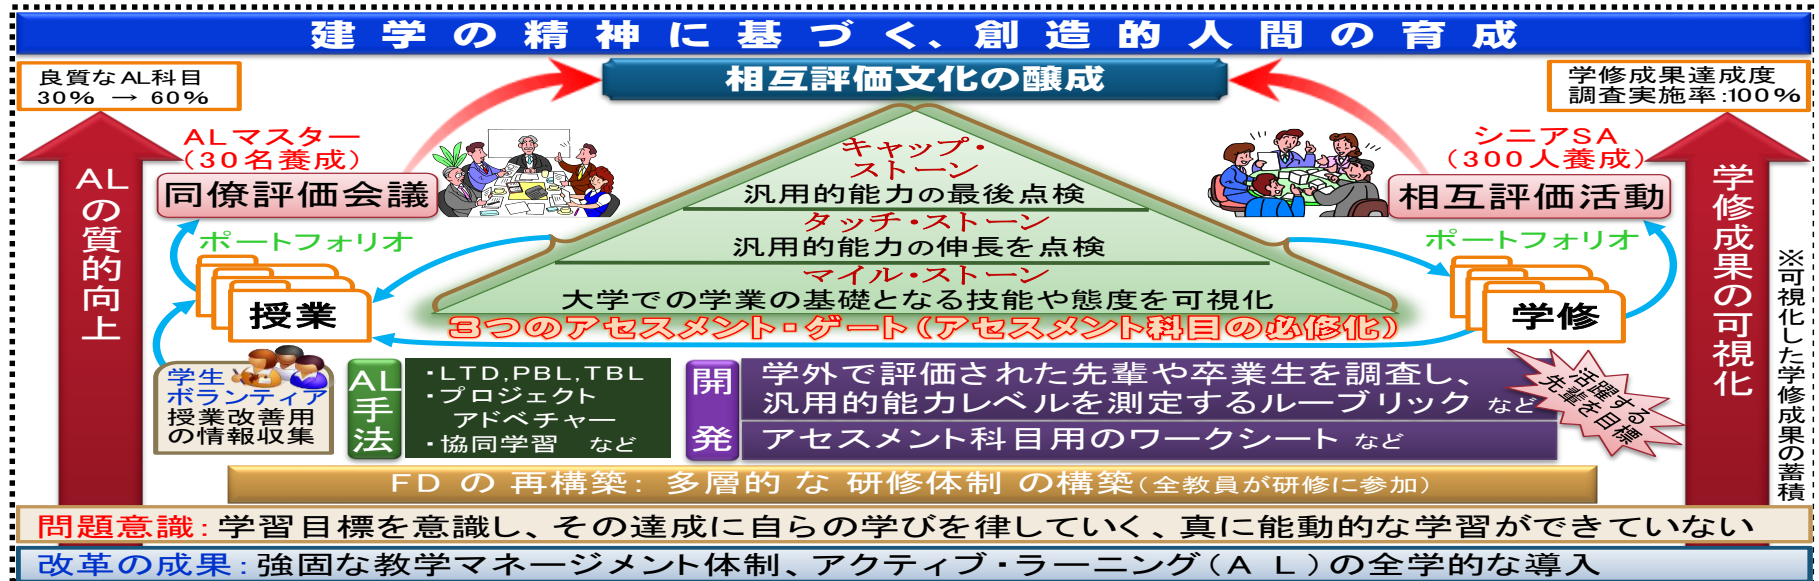 建学の精神に基づく、創造的人間の育成
相互評価文化の醸成
良質なAL科目
30% → 60%
学修成果達成度
調査実施率:100%
ALマスター
(30名養成)
同僚評価会議
シニアSA
(300人養成)
相互評価活動
ALの質的向上
学修成果の可視化
※可視化した学修成果の蓄積
キャップ・
ストーン
汎用的能力の最後点検
タッチ・ストーン
汎用的能力の伸長を点検
マイル・ストーン
大学での学業の基礎となる技能や態度を可視化
3つのアセスメント・ゲート(アセスメント科目の必修化)
ポートフォリオ
授業
ポートフォリオ
学修
学生
ボランティア
授業改善用
の情報収集
AL手法
・LTD,PBL,TBL
・プロジェクト
アドベチャー
・協同学習 など
開発
学外で評価された先輩や卒業生を調査し、
汎用的能力レベルを測定するルーブリック など
アセスメント科目用のワークシート など
活躍する
先輩を目標
FDの再構築:多層的な研修体制の構築(全教員が研修に参加)
問題意識:学習目標を意識し、その達成に自らの学びを律していく、真に能動的な学習ができていない
改革の成果:強固な教学マネージメント体制、アクティブ・ラーニング(AL)の全学的な導入